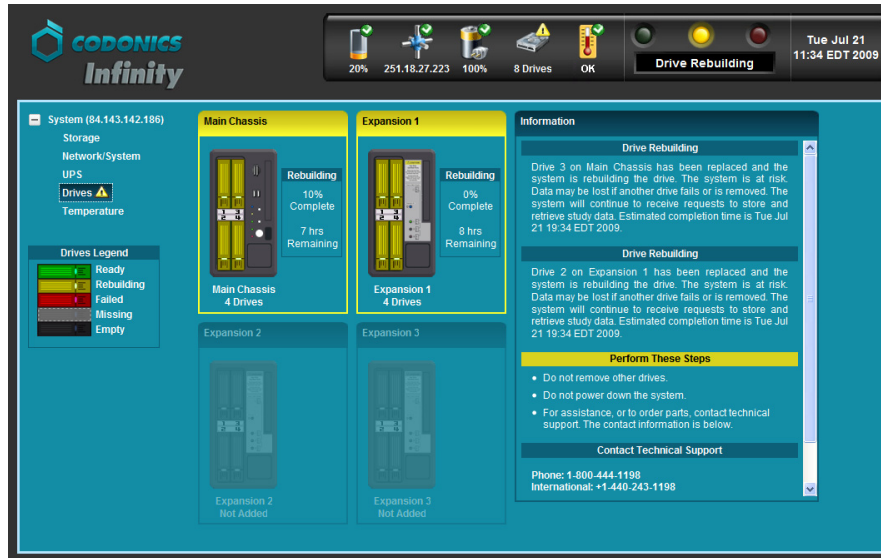 CODONICS
Infinity
20%
251.18.27.223
100%
8 Drives
OK
Drive Rebuilding
Tue Jul 21
11:34 EDT 2009
System (84.143.142.186)
Storage
Network/System
UPS
Drives
Temperature
Drives Legend
Ready
Rebuilding
Failed
Missing
Empty
Main Chassis
Rebuilding
10%
Complete
7 hrs
Remaining
1 2
3 4
Main Chassis
4 Drives
Expansion 1
Rebuilding
0%
Complete
8 hrs
Remaining
1 2
3 4
Expansion 1
4 Drives
Expansion 2
Expansion 2
Not Added
Expansion 3
Expansion 3
Not Added
Information
Drive Rebuilding
Drive 3 on Main Chassis has been replaced and the
system is rebuilding the drive. The system is at risk.
Data may be lost if another drive fails or is removed. The
system will continue to receive requests to store and
retrieve study data. Estimated completion time is Tue Jul
21 19:34 EDT 2009.
Drive Rebuilding
Drive 2 on Expansion 1 has been replaced and the
system is rebuilding the drive. The system is at risk.
Data may be lost if another drive fails or is removed. The
system will continue to receive requests to store and
retrieve study data. Estimated completion time is Tue Jul
21 19:34 EDT 2009.
Perform These Steps
• Do not remove other drives.
• Do not power down the system.
• For assistance, or to order parts, contact technical
support. The contact information is below.
Contact Technical Support
Phone: 1-800-444-1198
International: +1-440-243-1198